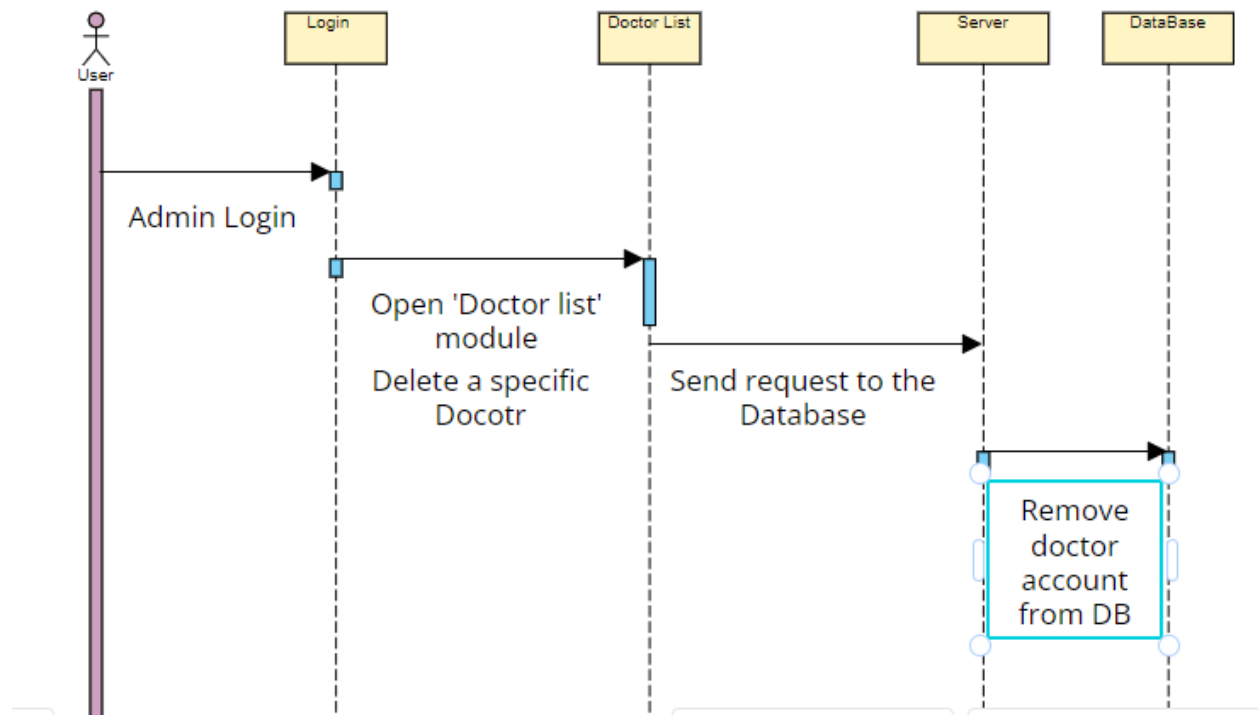 Login
Doctor List
Server
DataBase
User
Admin Login
Open 'Doctor list'
module
Delete a specific
Docotr
Send request to the
Database
Remove
doctor
account
from DB